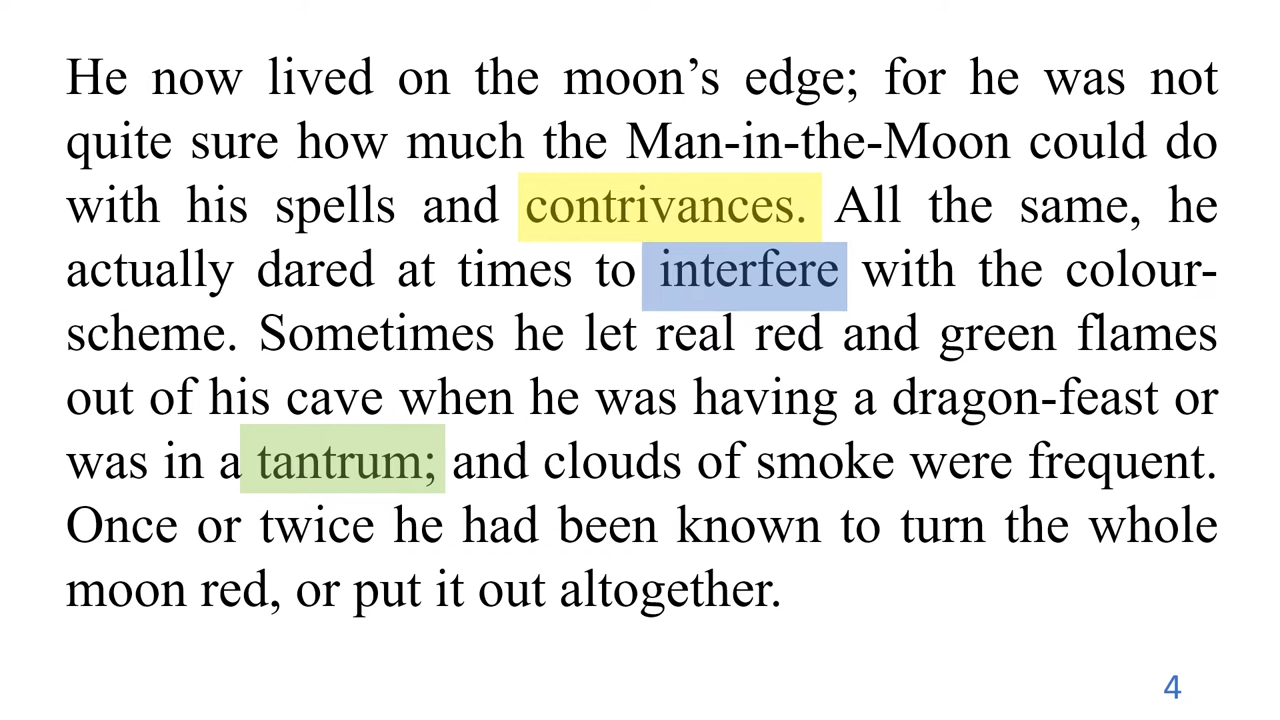 He now lived on the moon’s edge; for he was not
quite sure how much the Man-in-the-Moon could do
with his spells and contrivances. All the same, he
actually dared at times to interfere with the colour-
scheme. Sometimes he let real red and green flames
out of his cave when he was having a dragon-feast or
was in a tantrum; and clouds of smoke were frequent.
Once or twice he had been known to turn the whole
moon red, or put it out altogether.
4